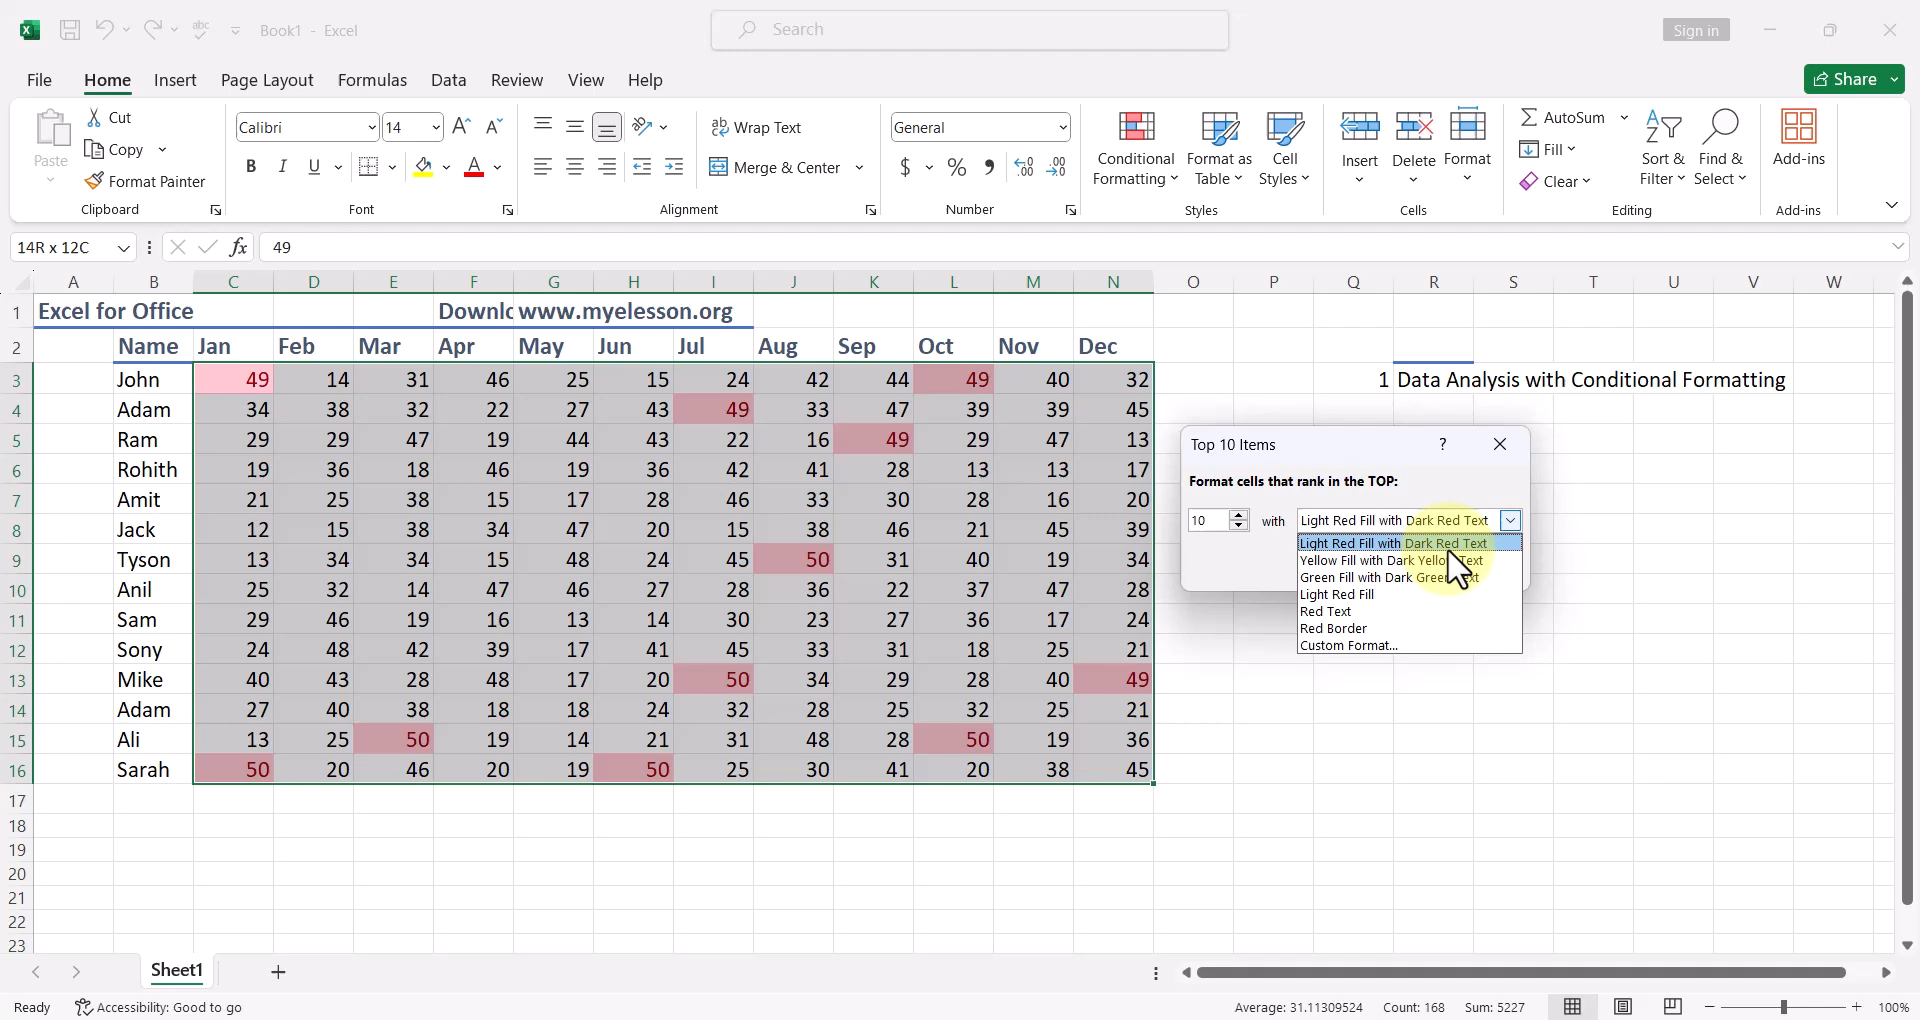 Book1 - Excel
Search
Sign in
File Home Insert Page Layout Formulas Data Review View Help
Share
Paste
Cut
Copy
Format Painter
Clipboard
Calibri 14
B I U
Font
Wrap Text
Merge & Center
Alignment
General
$ % ,
Number
Conditional Formatting
Format as Table
Cell Styles
Styles
Insert Delete Format
Cells
AutoSum
Fill
Clear
Sort & Filter
Find & Select
Editing
Add-ins
Add-ins
14R x 12C fx 49
A B C D E F G H I J K L M N O P Q R S T U V W
1 Excel for Office www.myelesson.org
2 Name Jan Feb Mar Apr May Jun Jul Aug Sep Oct Nov Dec
3 John 49 14 31 46 25 15 24 42 44 49 40 32 1 Data Analysis with Conditional Formatting
4 Adam 34 38 32 22 27 43 49 33 47 39 39 45
5 Ram 29 29 47 19 44 43 22 16 49 29 47 13
6 Rohith 19 36 18 46 19 36 42 41 28 13 13 17
7 Amit 21 25 38 15 17 28 46 33 30 28 16 20
8 Jack 12 15 38 34 47 20 15 38 46 21 45 39
9 Tyson 13 34 34 15 48 24 45 50 31 40 19 34
10 Anil 25 32 14 47 46 27 28 36 22 37 47 28
11 Sam 29 46 19 16 13 14 30 23 27 36 17 24
12 Sony 24 48 42 39 17 41 45 33 31 18 25 21
13 Mike 40 43 28 48 17 20 50 34 29 28 40 49
14 Adam 27 40 38 18 18 24 32 28 25 32 25 21
15 Ali 13 25 50 19 14 21 31 48 28 50 19 36
16 Sarah 50 20 46 20 19 50 25 30 41 20 38 45
17
18
19
20
21
22
23
Top 10 Items ?
Format cells that rank in the TOP:
10 with Light Red Fill with Dark Red Text
Light Red Fill with Dark Red Text
Yellow Fill with Dark Yellow Text
Green Fill with Dark Green Text
Light Red Fill
Red Text
Red Border
Custom Format...
Sheet1
Ready Accessibility: Good to go Average: 31.11309524 Count: 168 Sum: 5227 100%